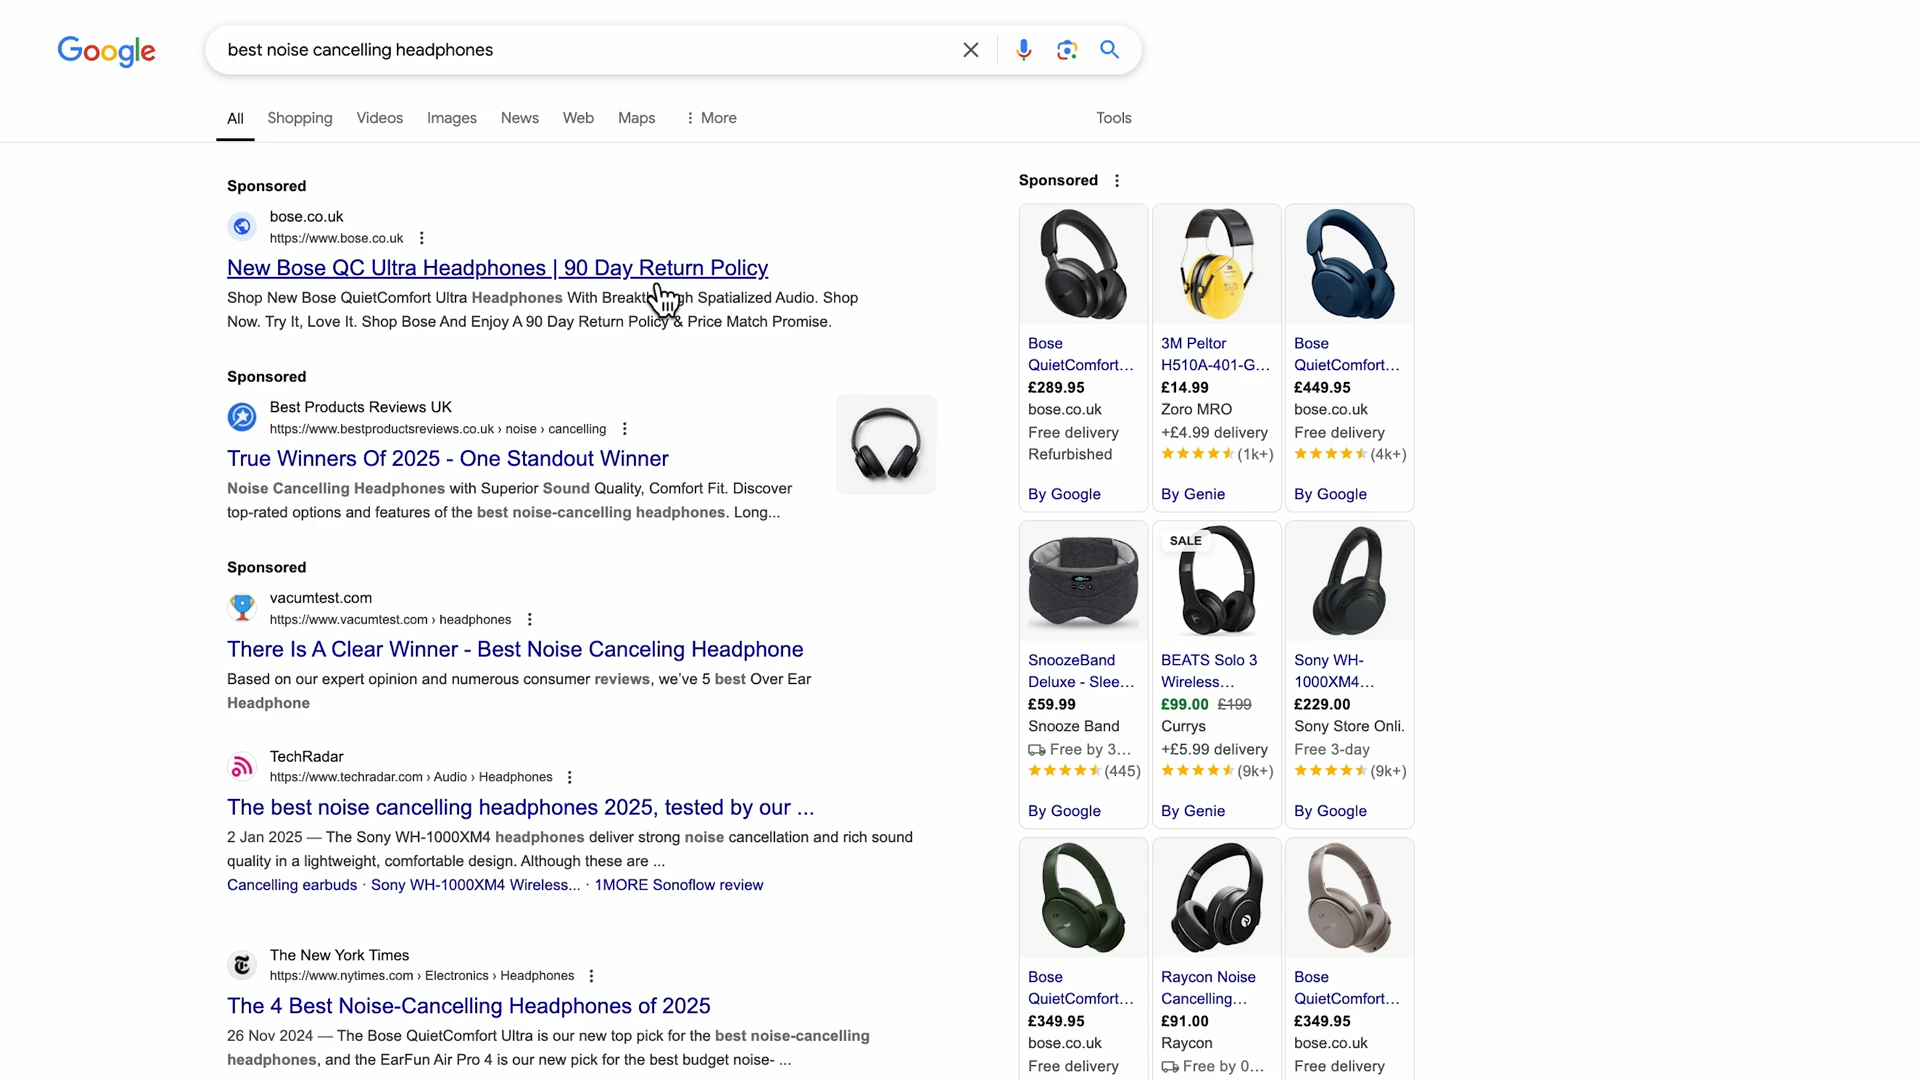 Google
best noise cancelling headphones
All Shopping Videos Images News Web Maps More Tools
Sponsored
bose.co.uk
https://www.bose.co.uk
New Bose QC Ultra Headphones | 90 Day Return Policy
Shop New Bose QuietComfort Ultra Headphones With Breakthrough Spatialized Audio. Shop
Now. Try It, Love It. Shop Bose And Enjoy A 90 Day Return Policy & Price Match Promise.
Sponsored
Best Products Reviews UK
https://www.bestproductsreviews.co.uk › noise › cancelling
True Winners Of 2025 - One Standout Winner
Noise Cancelling Headphones with Superior Sound Quality, Comfort Fit. Discover
top-rated options and features of the best noise-cancelling headphones. Long...
Sponsored
vacumtest.com
https://www.vacumtest.com › headphones
There Is A Clear Winner - Best Noise Canceling Headphone
Based on our expert opinion and numerous consumer reviews, we've 5 best Over Ear
Headphone
TechRadar
https://www.techradar.com › Audio › Headphones
The best noise cancelling headphones 2025, tested by our ...
2 Jan 2025 — The Sony WH-1000XM4 headphones deliver strong noise cancellation and rich sound
quality in a lightweight, comfortable design. Although these are ...
Cancelling earbuds · Sony WH-1000XM4 Wireless... · 1MORE Sonoflow review
The New York Times
https://www.nytimes.com › Electronics › Headphones
The 4 Best Noise-Cancelling Headphones of 2025
26 Nov 2024 — The Bose QuietComfort Ultra is our new top pick for the best noise-cancelling
headphones, and the EarFun Air Pro 4 is our new pick for the best budget noise- ...
Sponsored
Bose
QuietComfort...
£289.95
bose.co.uk
Free delivery
Refurbished
By Google
3M Peltor
H510A-401-G...
£14.99
Zoro MRO
+£4.99 delivery
(1k+)
By Genie
Bose
QuietComfort...
£449.95
bose.co.uk
Free delivery
(4k+)
By Google
SnoozeBand
Deluxe - Slee...
£59.99
Snooze Band
Free by 3...
(445)
By Google
SALE
BEATS Solo 3
Wireless...
£99.00 £199
Currys
+£5.99 delivery
(9k+)
By Genie
Sony WH-
1000XM4...
£229.00
Sony Store Onli.
Free 3-day
(9k+)
By Google
Bose
QuietComfort...
£349.95
bose.co.uk
Free delivery
Raycon Noise
Cancelling...
£91.00
Raycon
Free by 0...
Bose
QuietComfort...
£349.95
bose.co.uk
Free delivery